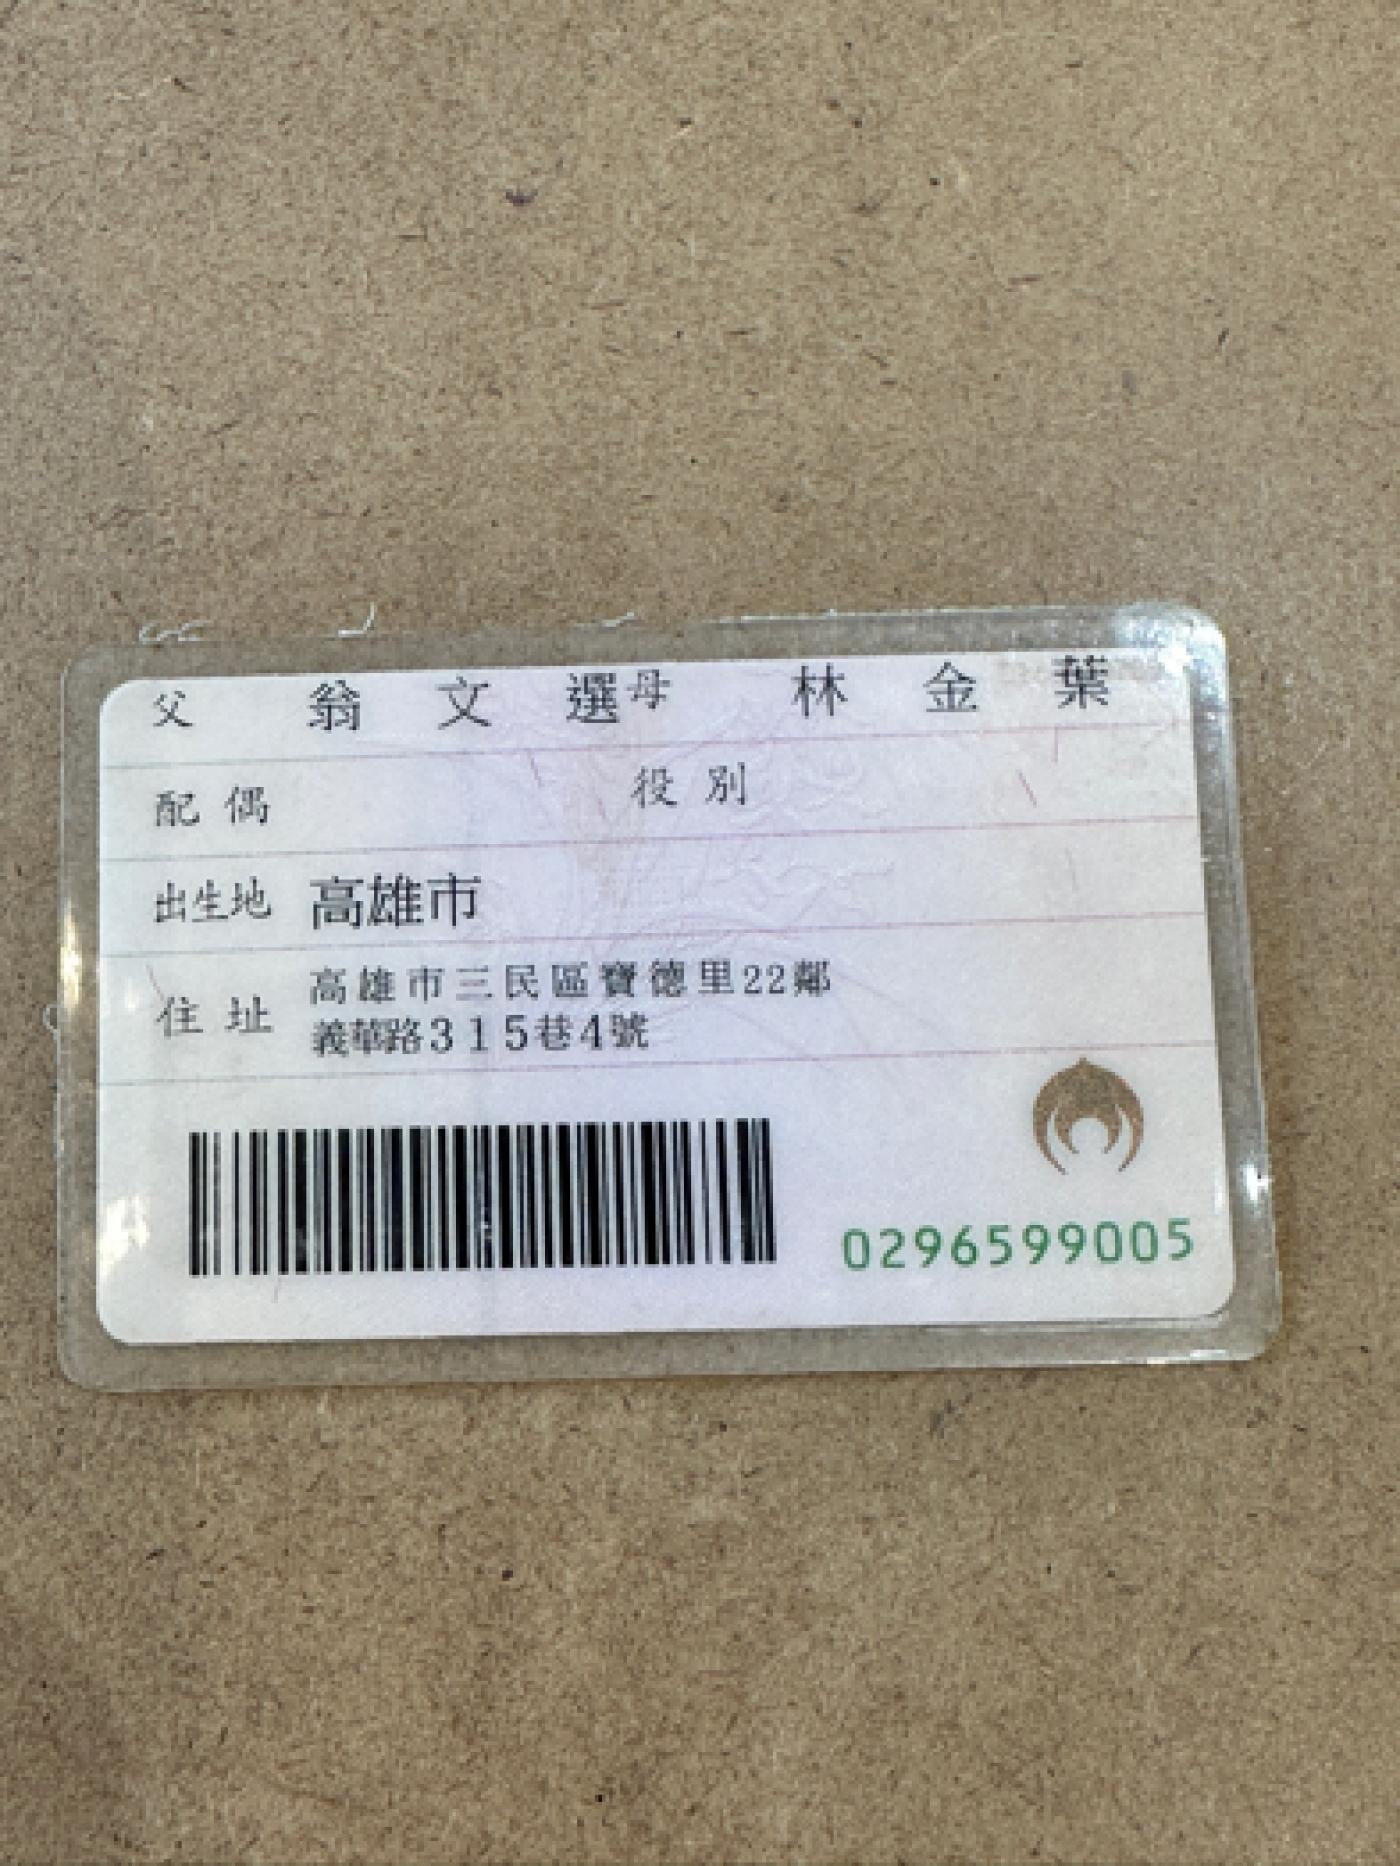 父 翁文選 母 林金葉
配偶 役別
出生地 高雄市
住址 高雄市三民區寶德里22鄰
義華路315巷4號
0296599005